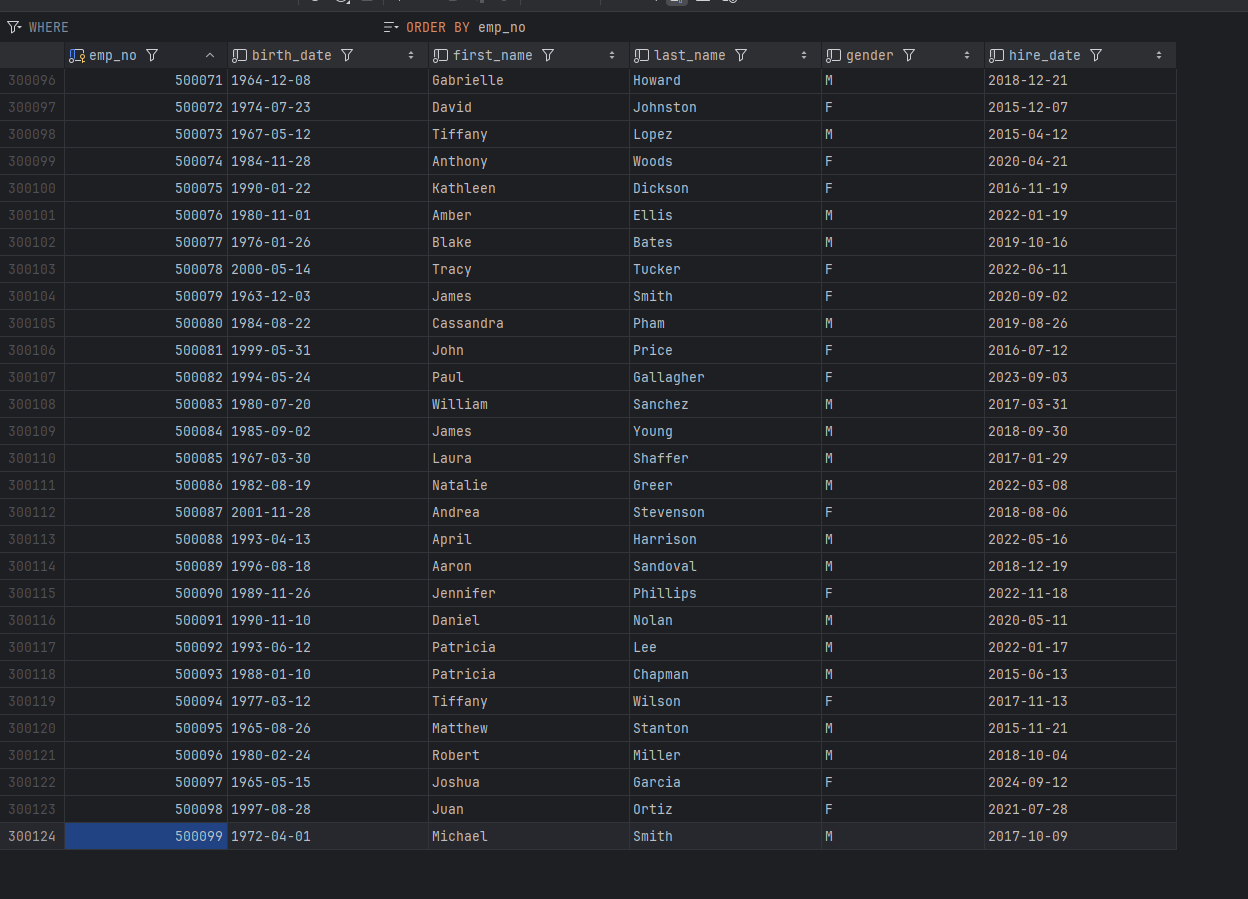 WHERE ORDER BY emp_no
emp_no birth_date first_name last_name gender hire_date
300096 500071 1964-12-08 Gabrielle Howard M 2018-12-21
300097 500072 1974-07-23 David Johnston F 2015-12-07
300098 500073 1967-05-12 Tiffany Lopez M 2015-04-12
300099 500074 1984-11-28 Anthony Woods F 2020-04-21
300100 500075 1990-01-22 Kathleen Dickson F 2016-11-19
300101 500076 1980-11-01 Amber Ellis M 2022-01-19
300102 500077 1976-01-26 Blake Bates M 2019-10-16
300103 500078 2000-05-14 Tracy Tucker F 2022-06-11
300104 500079 1963-12-03 James Smith F 2020-09-02
300105 500080 1984-08-22 Cassandra Pham M 2019-08-26
300106 500081 1999-05-31 John Price F 2016-07-12
300107 500082 1994-05-24 Paul Gallagher F 2023-09-03
300108 500083 1980-07-20 William Sanchez M 2017-03-31
300109 500084 1985-09-02 James Young M 2018-09-30
300110 500085 1967-03-30 Laura Shaffer M 2017-01-29
300111 500086 1982-08-19 Natalie Greer M 2022-03-08
300112 500087 2001-11-28 Andrea Stevenson F 2018-08-06
300113 500088 1993-04-13 April Harrison M 2022-05-16
300114 500089 1996-08-18 Aaron Sandoval M 2018-12-19
300115 500090 1989-11-26 Jennifer Phillips F 2022-11-18
300116 500091 1990-11-10 Daniel Nolan M 2020-05-11
300117 500092 1993-06-12 Patricia Lee M 2022-01-17
300118 500093 1988-01-10 Patricia Chapman M 2015-06-13
300119 500094 1977-03-12 Tiffany Wilson F 2017-11-13
300120 500095 1965-08-26 Matthew Stanton M 2015-11-21
300121 500096 1980-02-24 Robert Miller M 2018-10-04
300122 500097 1965-05-15 Joshua Garcia F 2024-09-12
300123 500098 1997-08-28 Juan Ortiz F 2021-07-28
300124 500099 1972-04-01 Michael Smith M 2017-10-09